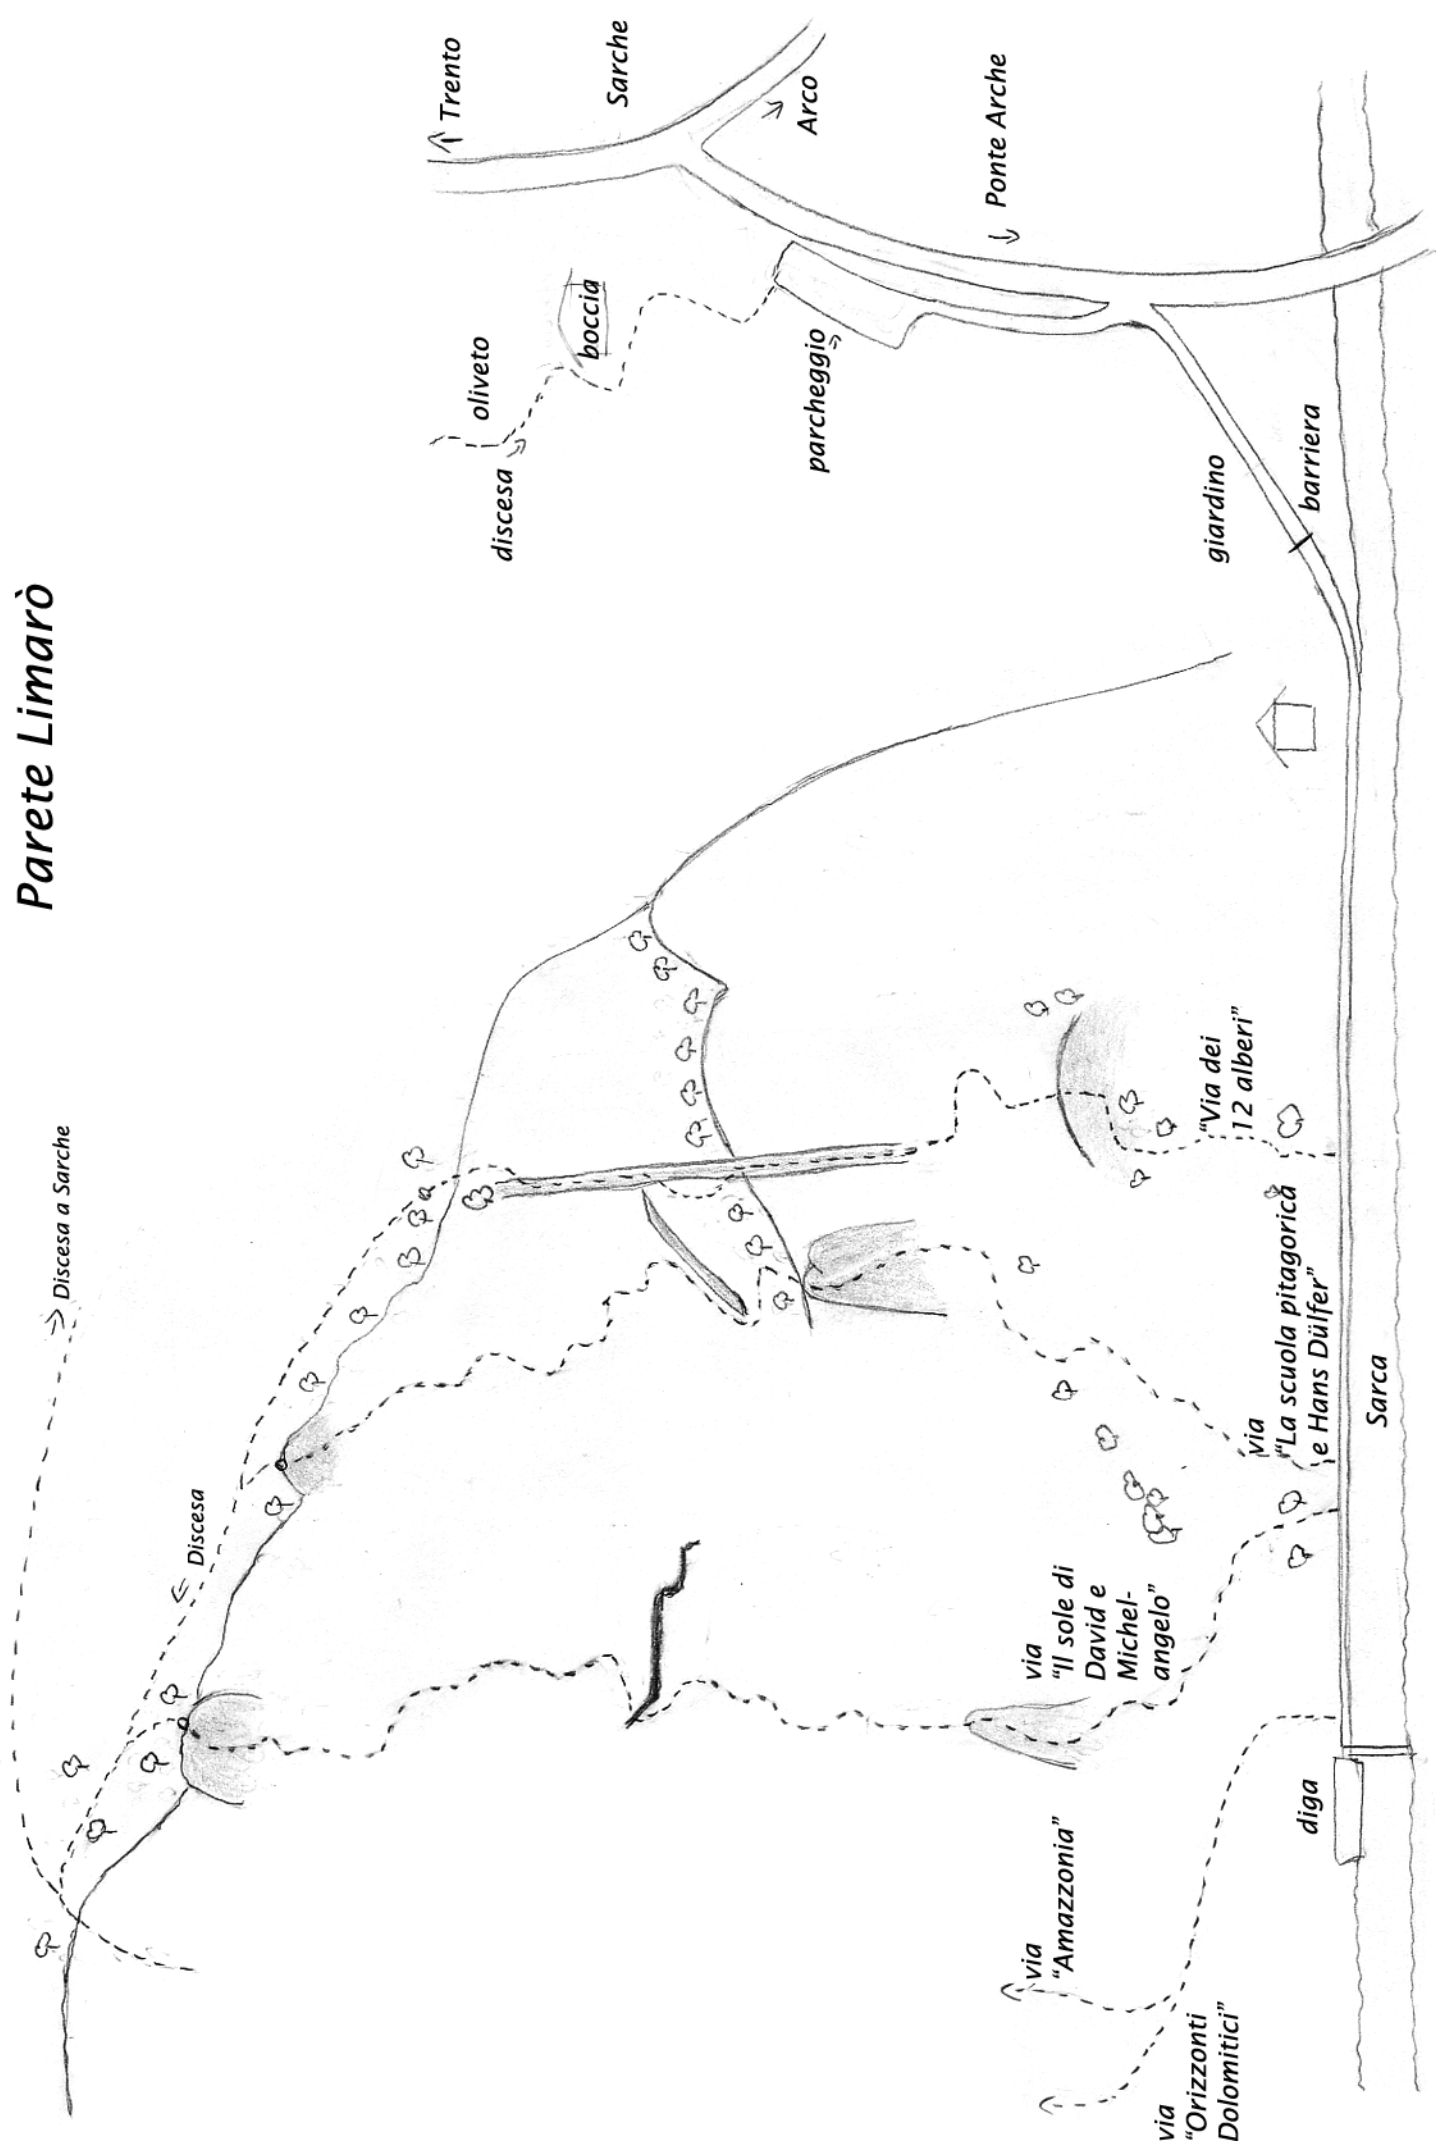 Parete Limarò
Discesa a Sarche
Discesa
Trento
Sarche
Arco
Ponte Arche
oliveto
boccia
discesa
parcheggio
giardino
barriera
"Via dei
12 alberi"
via
"La scuola pitagorica
e Hans Dülfer"
via
"Il sole di
David e
Michel-
angelo"
Sarca
diga
via
"Amazzonia"
via
"Orizzonti
Dolomitici"